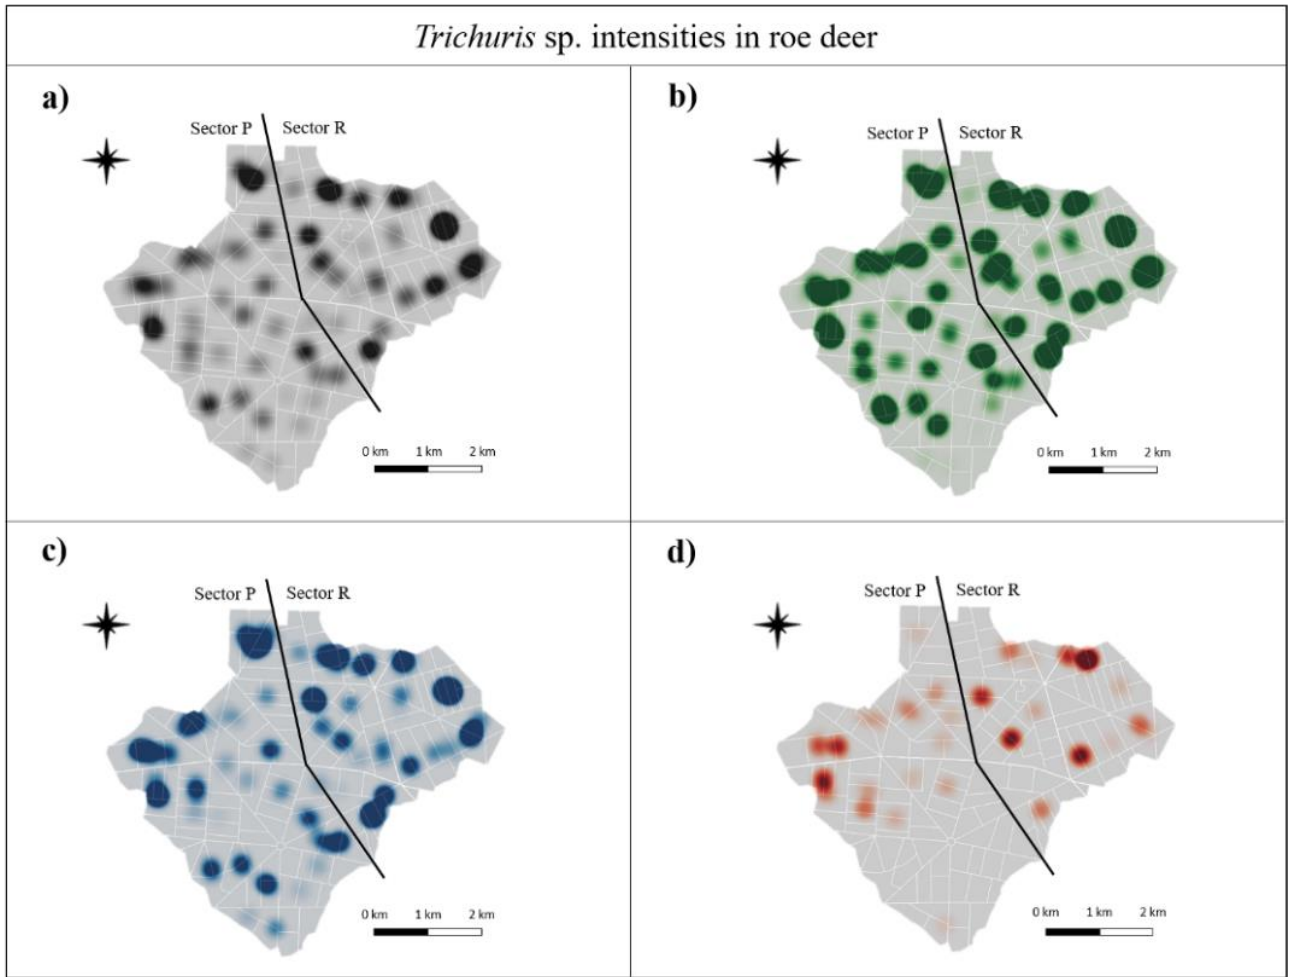 Trichuris sp. intensities in roe deer
a)
Sector P Sector R
0 km 1 km 2 km
b)
Sector P Sector R
0 km 1 km 2 km
c)
Sector P Sector R
0 km 1 km 2 km
d)
Sector P Sector R
0 km 1 km 2 km